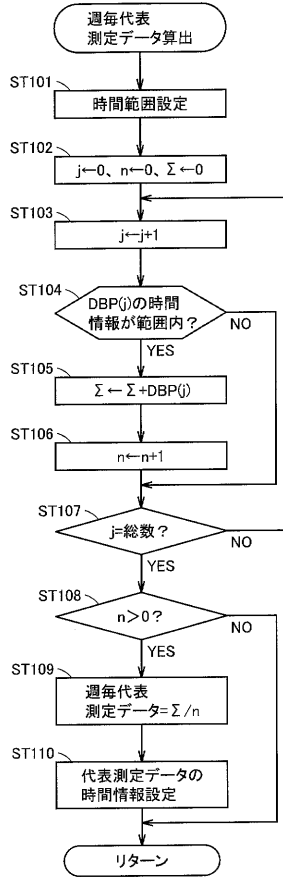 週毎代表
測定データ算出
ST101
時間範囲設定
ST102
j←0、n←0、Σ←0
ST103
j←j+1
ST104
DBP(j)の時間
情報が範囲内?
NO
YES
ST105
Σ←Σ+DBP(j)
ST106
n←n+1
ST107
j=総数?
NO
YES
ST108
n>0?
NO
YES
ST109
週毎代表
測定データ=Σ/n
ST110
代表測定データの
時間情報設定
リターン